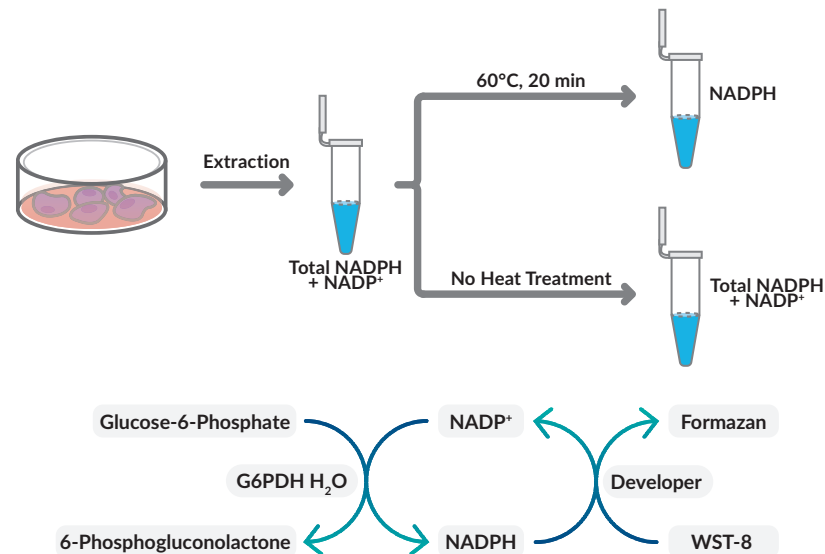 60°C, 20 min
NADPH
Extraction
Total NADPH
+ NADP⁺
No Heat Treatment
Total NADPH
+ NADP⁺
Glucose-6-Phosphate
NADP⁺
Formazan
G6PDH H₂O
Developer
6-Phosphogluconolactone
NADPH
WST-8